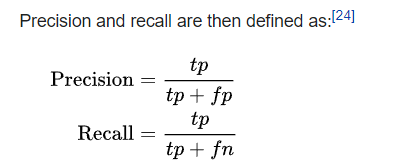 Precision and recall are then defined as:[24]
Precision = tp / tp + fp
Recall = tp / tp + fn